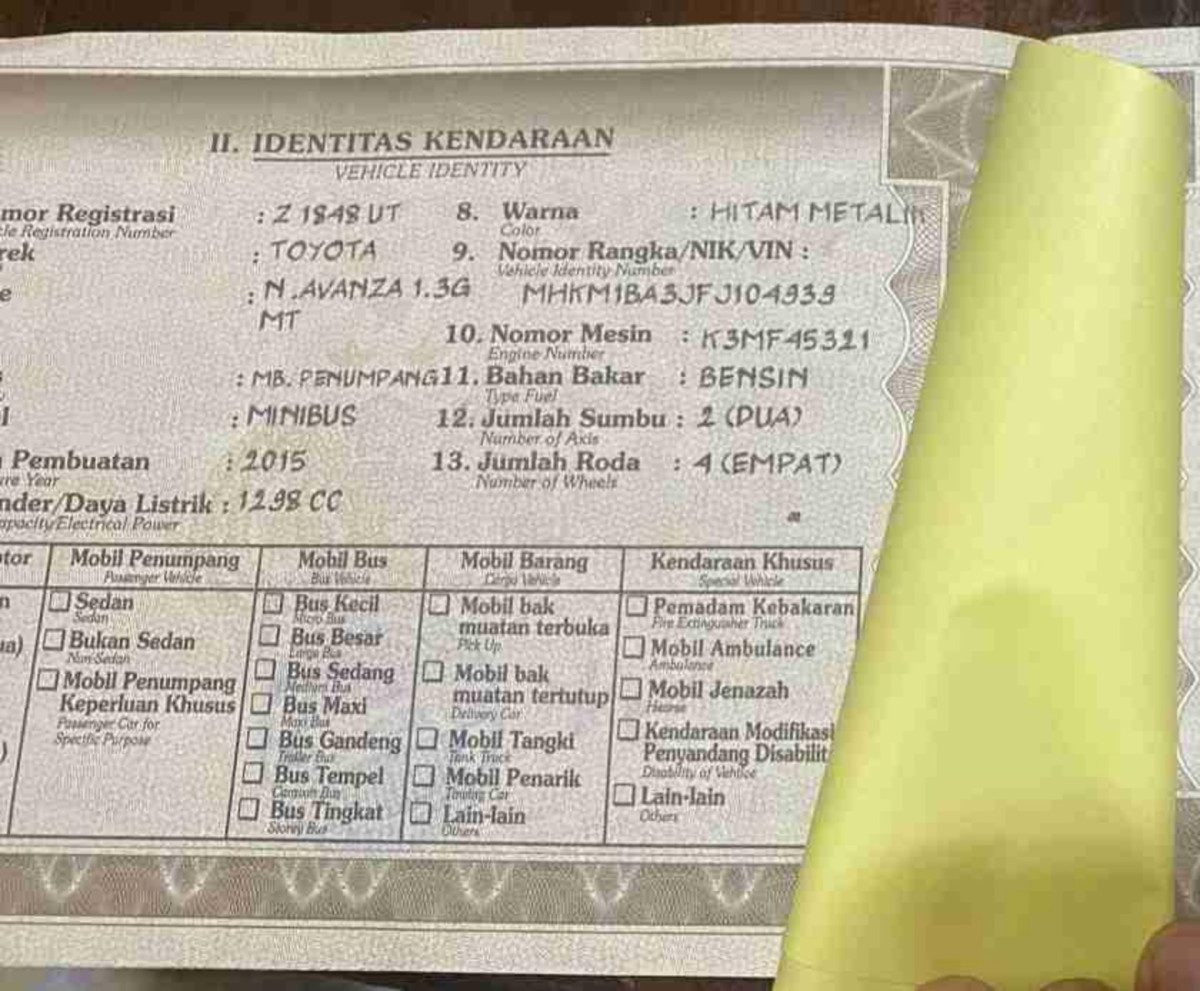 II. IDENTITAS KENDARAAN
VEHICLE IDENTITY
mor Registrasi : Z 1848 UT
cle Registration Number
rek : TOYOTA
e : N.AVANZA 1.3G
MT
: MB. PENUMPANG
l : MINIBUS
Pembuatan : 2015
ure Year
nder/Daya Listrik : 1298 CC
apacity/Electrical Power
8. Warna : HITAM METALIK
Color
9. Nomor Rangka/NIK/VIN :
Vehicle Identity Number
MHKM1BA3JFJ104939
10. Nomor Mesin : K3MF45321
Engine Number
11. Bahan Bakar : BENSIN
Type Fuel
12. Jumlah Sumbu : 2 (DUA)
Number of Axis
13. Jumlah Roda : 4 (EMPAT)
Number of Wheels
tor
n
ua)
)
Mobil Penumpang
Passenger Vehicle
Sedan
Sedan
Bukan Sedan
Non-Sedan
Mobil Penumpang
Keperluan Khusus
Passenger Car for
Specific Purpose
Mobil Bus
Bus Vehicle
Bus Kecil
Micro Bus
Bus Besar
Large Bus
Bus Sedang
Medium Bus
Bus Maxi
Maxi Bus
Bus Gandeng
Trailer Bus
Bus Tempel
Bus Tingkat
Storey Bus
Mobil Barang
Cargo Vehicle
Mobil bak
muatan terbuka
Pick Up
Mobil bak
muatan tertutup
Delivery Car
Mobil Tangki
Tank Truck
Mobil Penarik
Towing Car
Lain-lain
Others
Kendaraan Khusus
Special Vehicle
Pemadam Kebakaran
Fire Extinguisher Truck
Mobil Ambulance
Ambulance
Mobil Jenazah
Hearse
Kendaraan Modifikasi
Penyandang Disabilit
Disability of Vehilce
Lain-lain
Others